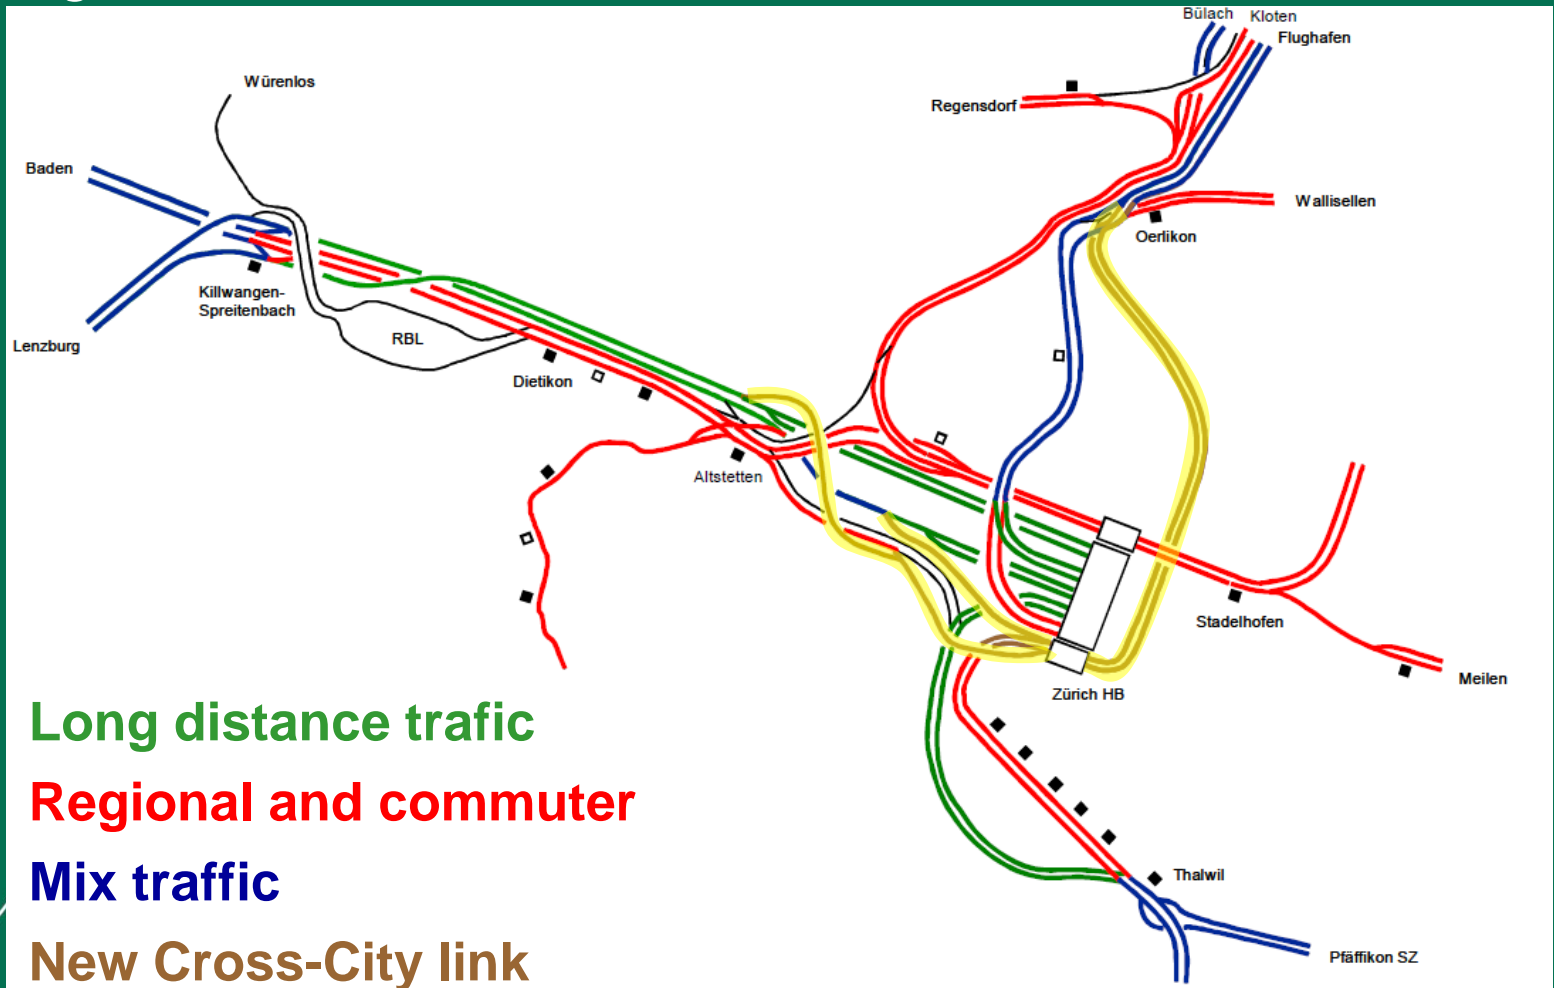 Bülach
Kloten
Flughafen
Würenlos
Regensdorf
Baden
Wallisellen
Oerlikon
Killwangen-
Spreitenbach
Lenzburg
RBL
Dietikon
Altstetten
Stadelhofen
Meilen
Zürich HB
Thalwil
Pfäffikon SZ
Long distance trafic
Regional and commuter
Mix traffic
New Cross-City link